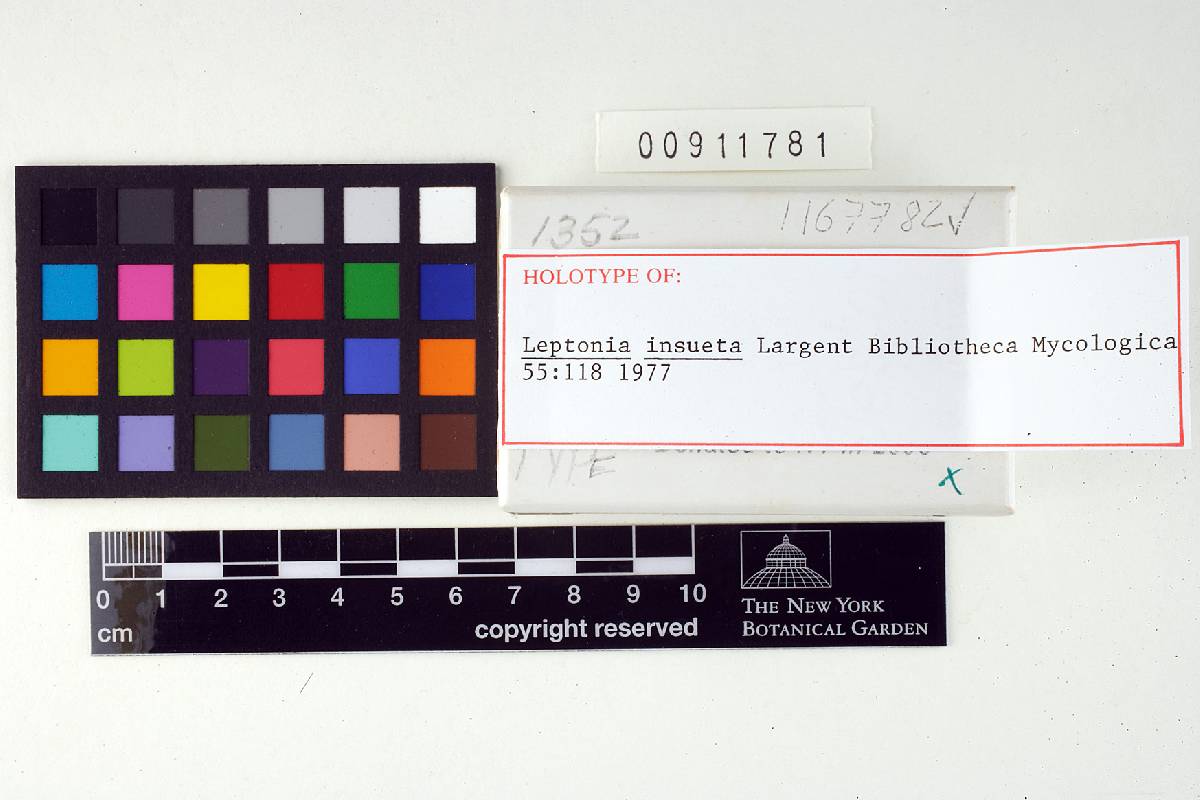 00911781
1352
1167782√
HOLOTYPE OF:
Leptonia insueta Largent Bibliotheca Mycologica
55:118 1977
TYPE
x
0 1 2 3 4 5 6 7 8 9 10
cm
copyright reserved
THE NEW YORK
BOTANICAL GARDEN